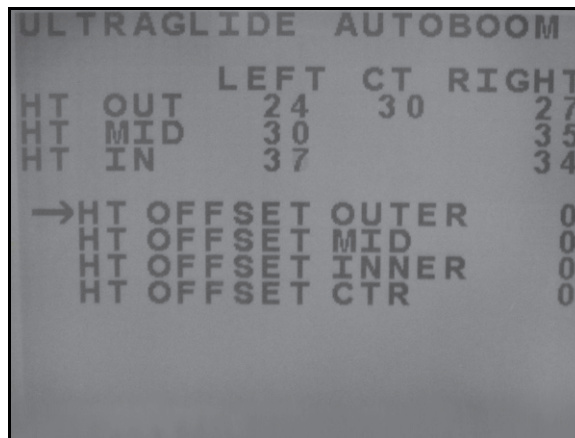 ULTRAGLIDE AUTOBOOM
LEFT CT RIGHT
HT OUT 24 30 27
HT MID 30 35
HT IN 37 34
→HT OFFSET OUTER 0
HT OFFSET MID 0
HT OFFSET INNER 0
HT OFFSET CTR 0